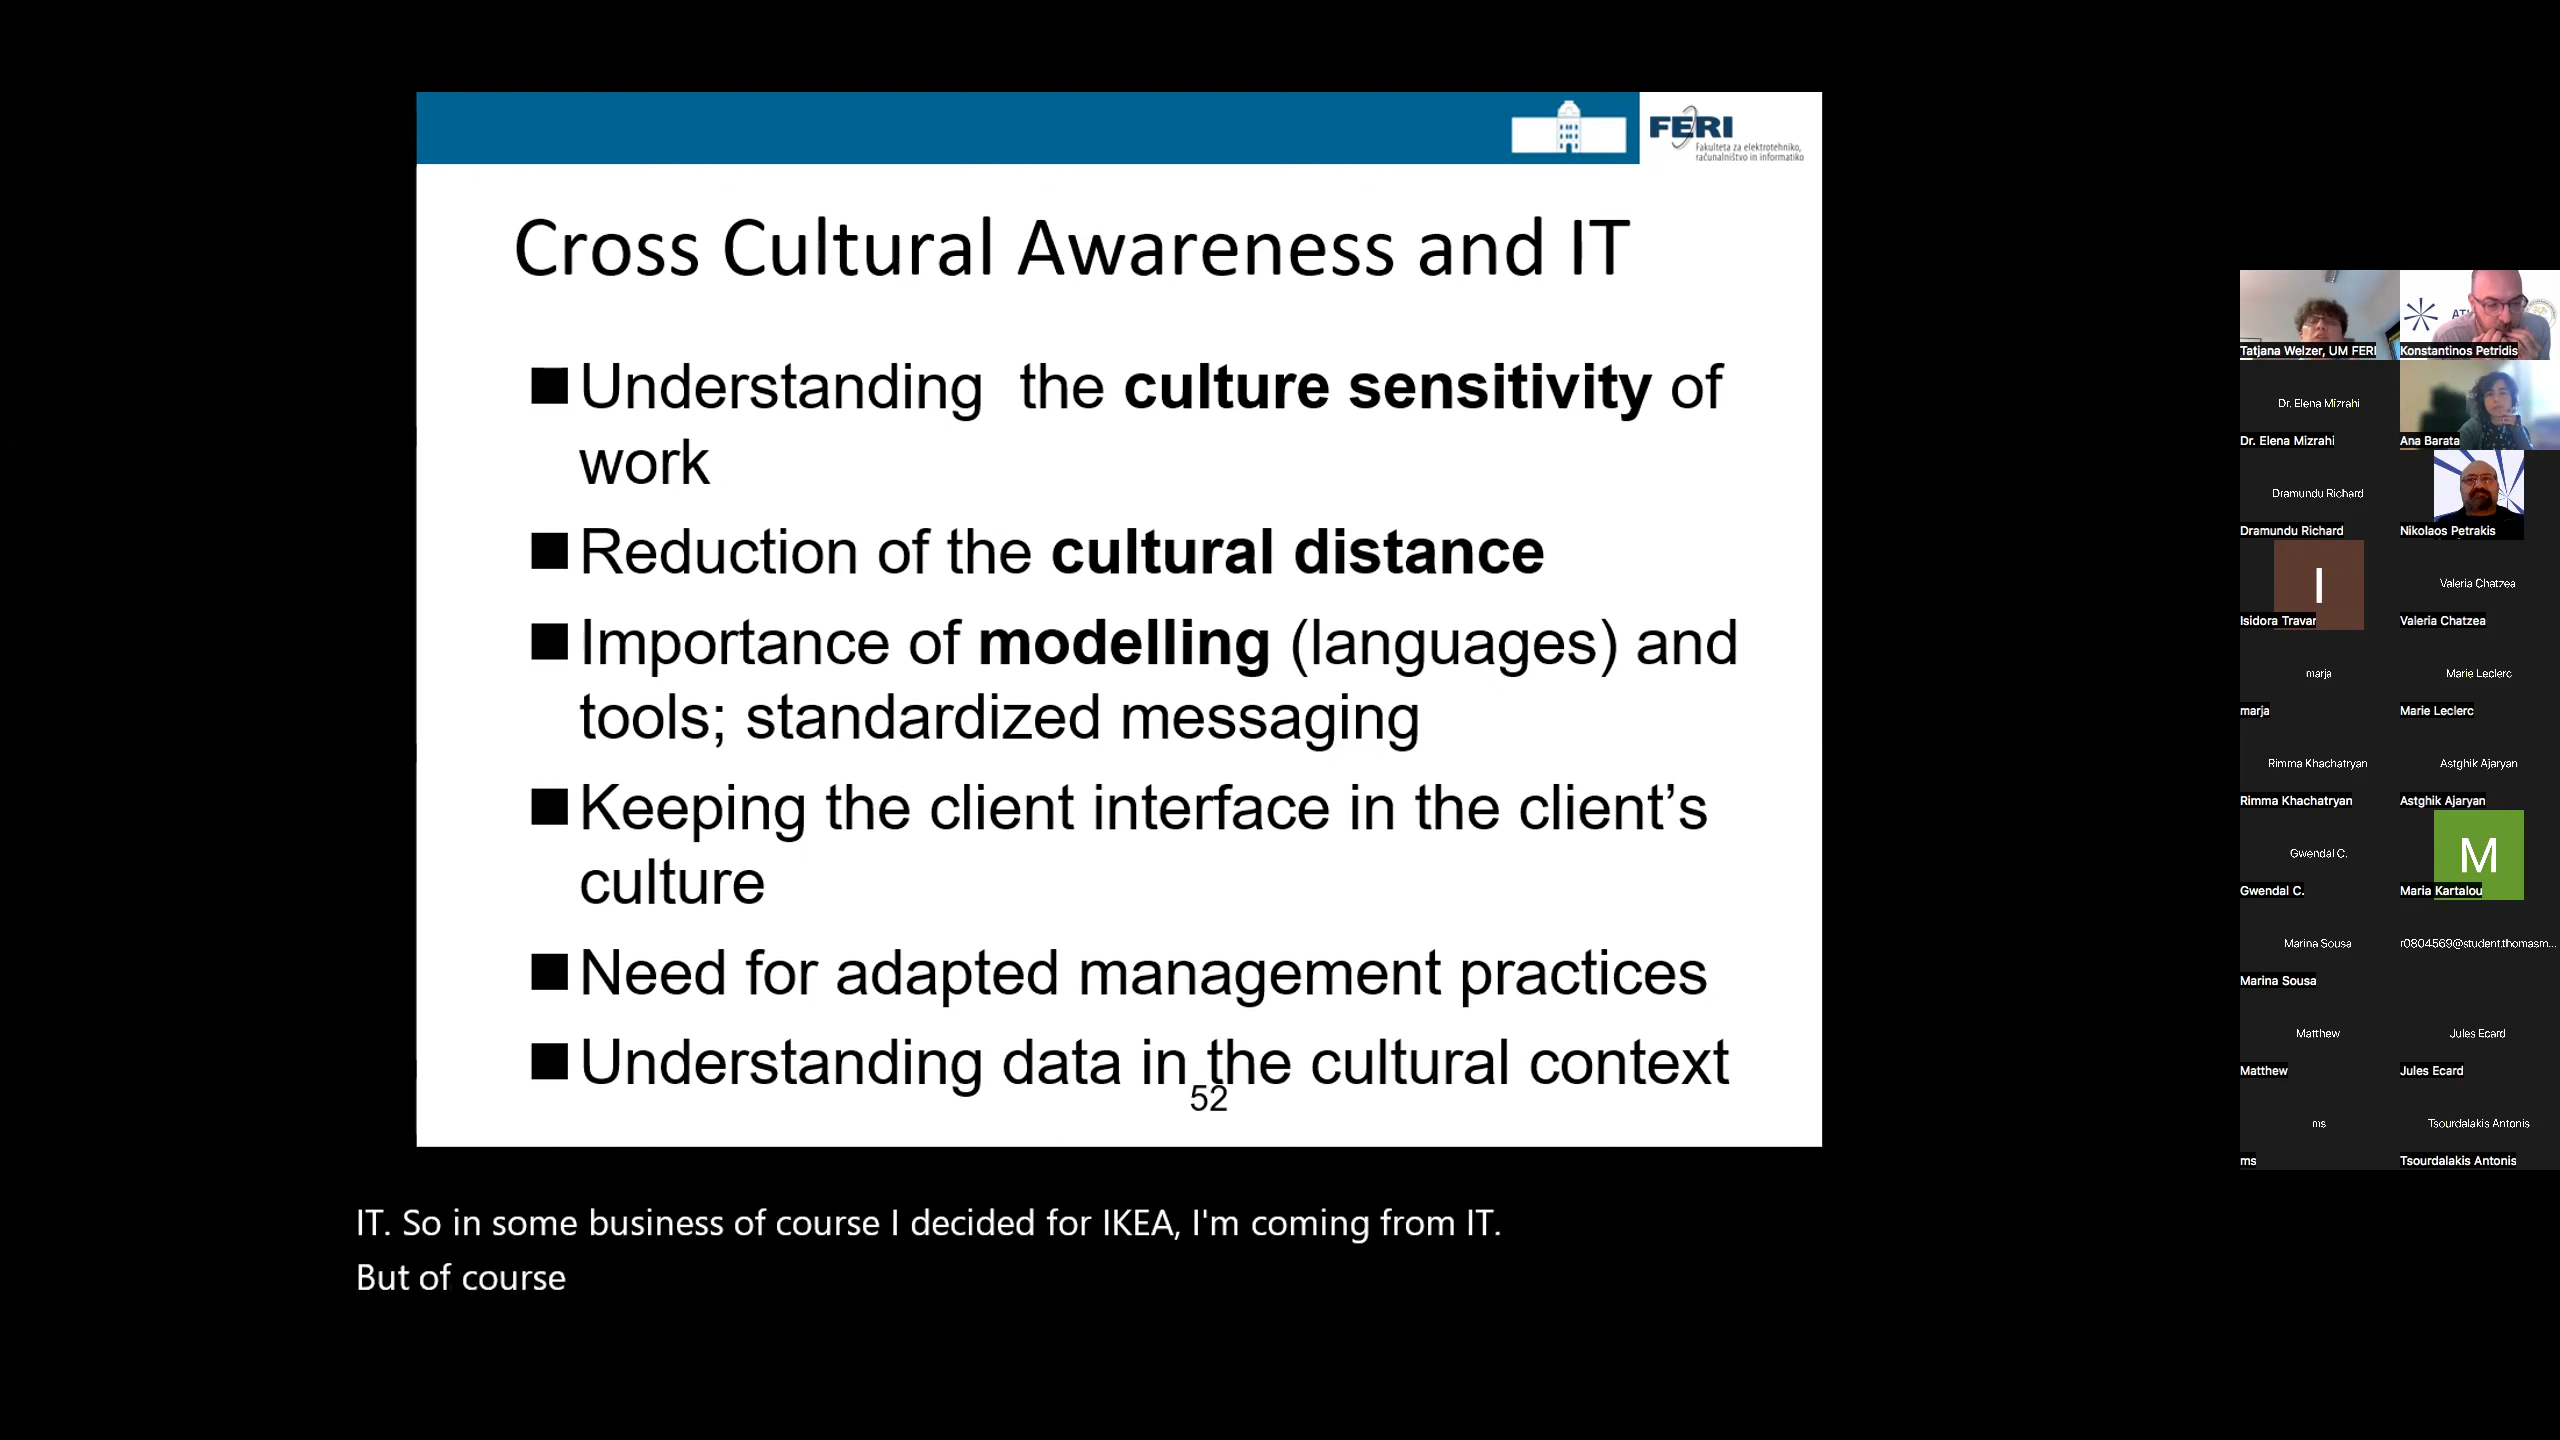 FERI
Fakulteta za elektrotehniko,
računalništvo in informatiko
Cross Cultural Awareness and IT
Understanding  the culture sensitivity of
work
Reduction of the cultural distance
Importance of modelling (languages) and
tools; standardized messaging
Keeping the client interface in the client's
culture
Need for adapted management practices
Understanding data in the cultural context
52
IT. So in some business of course I decided for IKEA, I'm coming from IT.
But of course
Tatjana Welzer, UM FERI
Konstantinos Petridis
Dr. Elena Mizrahi
Dr. Elena Mizrahi
Ana Barata
Dramundu Richard
Dramundu Richard
Nikolaos Petrakis
I
Isidora Travar
Valeria Chatzea
Valeria Chatzea
marja
marja
Marie Leclerc
Marie Leclerc
Rimma Khachatryan
Rimma Khachatryan
Astghik Ajaryan
Astghik Ajaryan
Gwendal C.
Gwendal C.
M
Maria Kartalou
Marina Sousa
Marina Sousa
r0804569@student.thomasm...
Matthew
Matthew
Jules Ecard
Jules Ecard
ms
ms
Tsourdalakis Antonis
Tsourdalakis Antonis